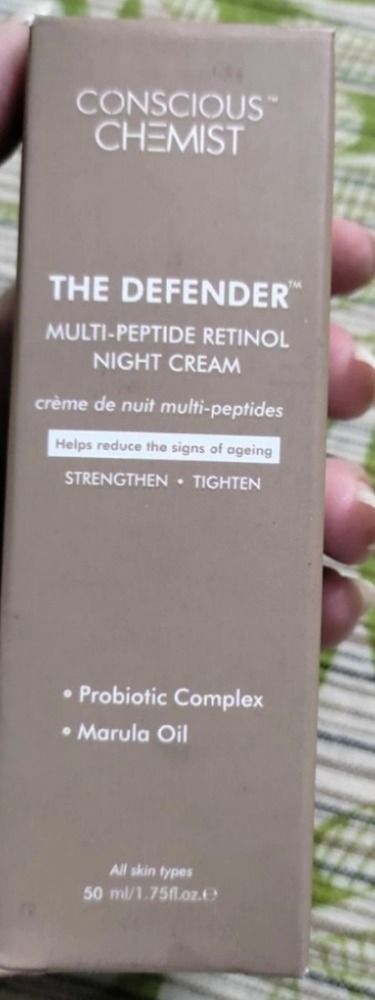 CONSCIOUS™
CHEMIST
THE DEFENDER™
MULTI-PEPTIDE RETINOL
NIGHT CREAM
crème de nuit multi-peptides
Helps reduce the signs of ageing
STRENGTHEN • TIGHTEN
• Probiotic Complex
• Marula Oil
All skin types
50 ml/1.75fl.oz.℮